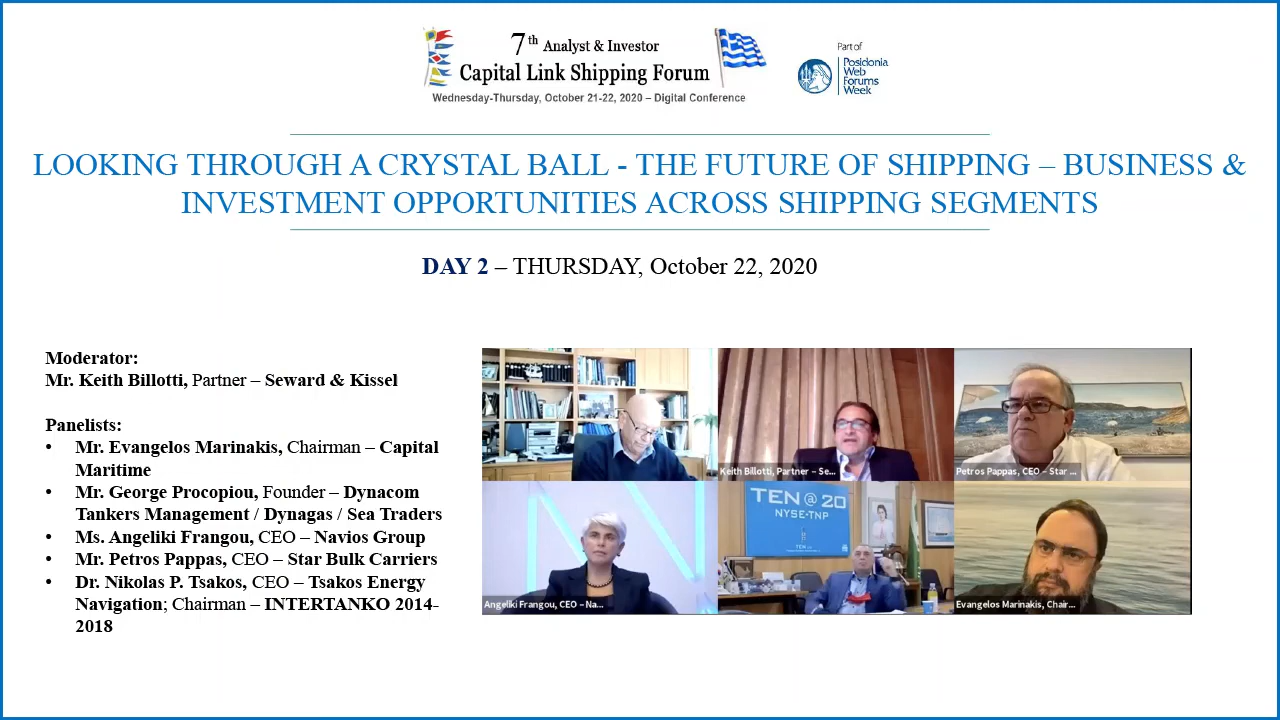 7th Analyst & Investor
Capital Link Shipping Forum
Wednesday-Thursday, October 21-22, 2020 – Digital Conference
Part of
Posidonia
Web
Forums
Week
LOOKING THROUGH A CRYSTAL BALL - THE FUTURE OF SHIPPING – BUSINESS &
INVESTMENT OPPORTUNITIES ACROSS SHIPPING SEGMENTS
DAY 2 – THURSDAY, October 22, 2020
Moderator:
Mr. Keith Billotti, Partner – Seward & Kissel
Panelists:
• Mr. Evangelos Marinakis, Chairman – Capital
Maritime
• Mr. George Procopiou, Founder – Dynacom
Tankers Management / Dynagas / Sea Traders
• Ms. Angeliki Frangou, CEO – Navios Group
• Mr. Petros Pappas, CEO – Star Bulk Carriers
• Dr. Nikolas P. Tsakos, CEO – Tsakos Energy
Navigation; Chairman – INTERTANKO 2014-
2018
Keith Billotti, Partner – Se...
Petros Pappas, CEO – Star ...
Angeliki Frangou, CEO – Na...
TEN @ 20
NYSE-TNP
Evangelos Marinakis, Chair...